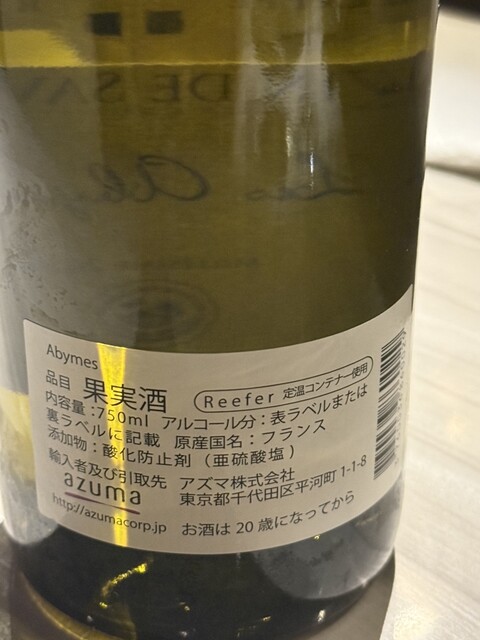 DE SAV
Abymes
品目 果実酒
Reefer 定温コンテナー使用
内容量:750ml アルコール分:表ラベルまたは
裏ラベルに記載 原産国名:フランス
添加物:酸化防止剤(亜硫酸塩)
輸入者及び引取先 アズマ株式会社
azuma 東京都千代田区平河町1-1-8
http://azumacorp.jp お酒は20歳になってから